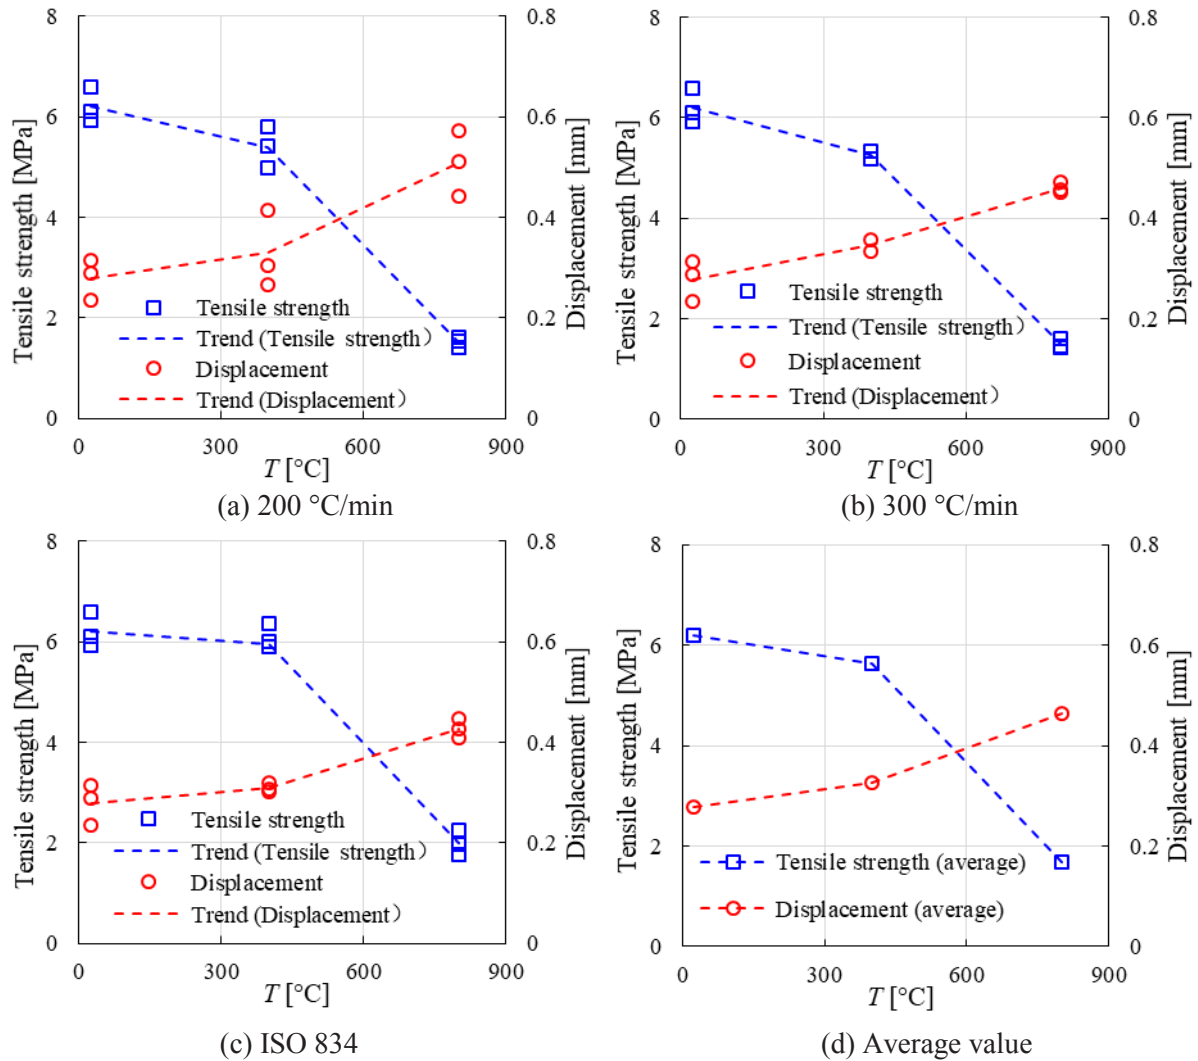 8
6
4
2
0
Tensile strength [MPa]
0.8
0.6
0.4
0.2
0
Displacement [mm]
Tensile strength
Trend (Tensile strength）
Displacement
Trend (Displacement）
0
300
600
900
T [°C]
(a) 200 °C/min
8
6
4
2
0
Tensile strength [MPa]
0.8
0.6
0.4
0.2
0
Displacement [mm]
Tensile strength
Trend (Tensile strength）
Displacement
Trend (Displacement）
0
300
600
900
T [°C]
(b) 300 °C/min
8
6
4
2
0
Tensile strength [MPa]
0.8
0.6
0.4
0.2
0
Displacement [mm]
Tensile strength
Trend (Tensile strength）
Displacement
Trend (Displacement）
0
300
600
900
T [°C]
(c) ISO 834
8
6
4
2
0
Tensile strength [MPa]
0.8
0.6
0.4
0.2
0
Displacement [mm]
Tensile strength (average)
Displacement (average)
0
300
600
900
T [°C]
(d) Average value